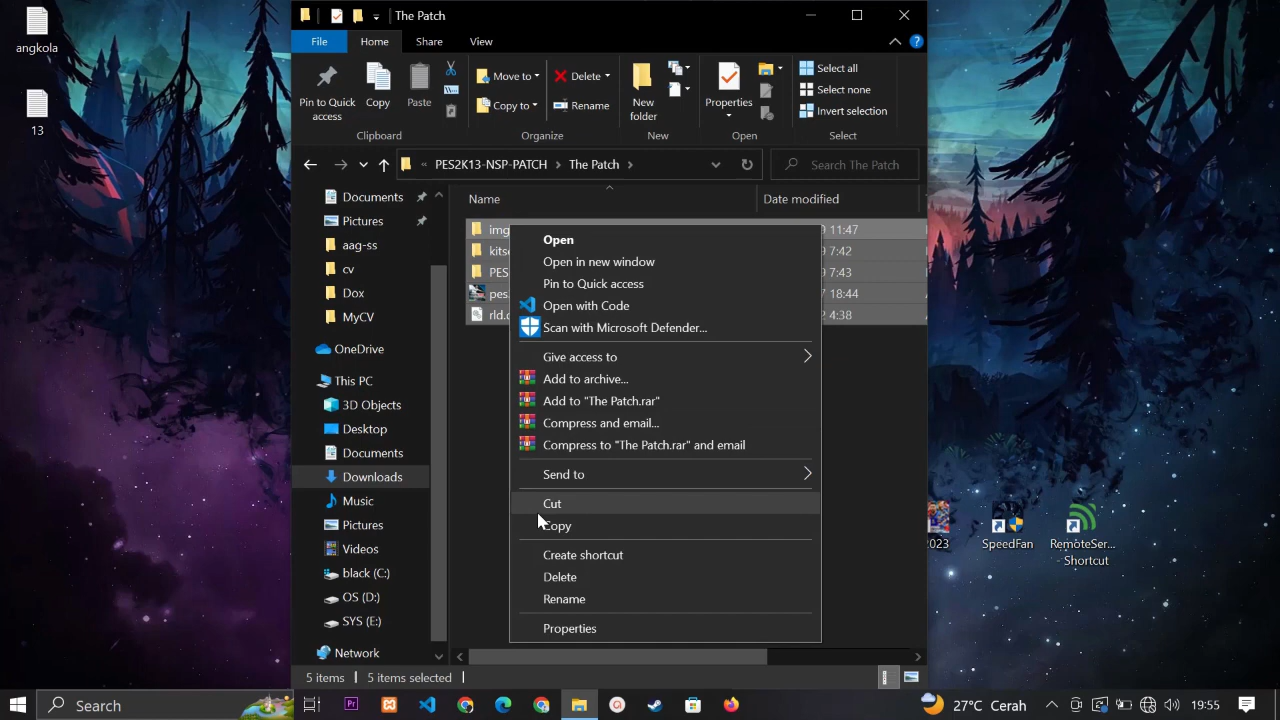 angkola
13
The Patch
File
Home
Share
View
Pin to Quick access
Copy
Paste
Move to
Copy to
Delete
Rename
New folder
Properties
Select all
Select none
Invert selection
Clipboard
Organize
New
Open
Select
« PES2K13-NSP-PATCH > The Patch >
Search The Patch
Documents
Pictures
aag-ss
cv
Dox
MyCV
OneDrive
This PC
3D Objects
Desktop
Documents
Downloads
Music
Pictures
Videos
black (C:)
OS (D:)
SYS (E:)
Network
Name
Date modified
img
11:47
kits
7:42
PES
7:43
pes
18:44
rld.
4:38
Open
Open in new window
Pin to Quick access
Open with Code
Scan with Microsoft Defender...
Give access to
Add to archive...
Add to "The Patch.rar"
Compress and email...
Compress to "The Patch.rar" and email
Send to
Cut
Copy
Create shortcut
Delete
Rename
Properties
5 items
5 items selected
2023
SpeedFan
RemoteSer...
- Shortcut
Search
Pr
27°C Cerah
19:55